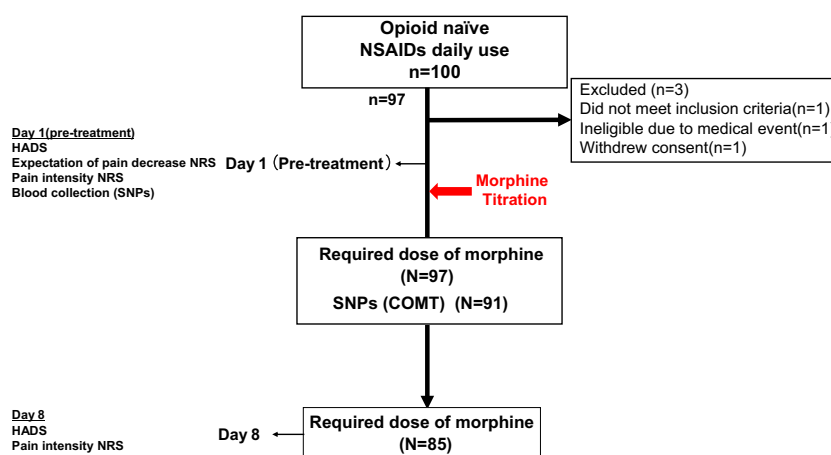 Opioid naïve
NSAIDs daily use
n=100
n=97
Excluded (n=3)
Did not meet inclusion criteria(n=1)
Ineligible due to medical event(n=1
Withdrew consent(n=1)
Day 1(pre-treatment)
HADS
Expectation of pain decrease NRS
Pain intensity NRS
Blood collection (SNPs)
Day 1 (Pre-treatment)
Morphine
Titration
Required dose of morphine
(N=97)
SNPs (COMT) (N=91)
Day 8
HADS
Pain intensity NRS
Day 8
Required dose of morphine
(N=85)